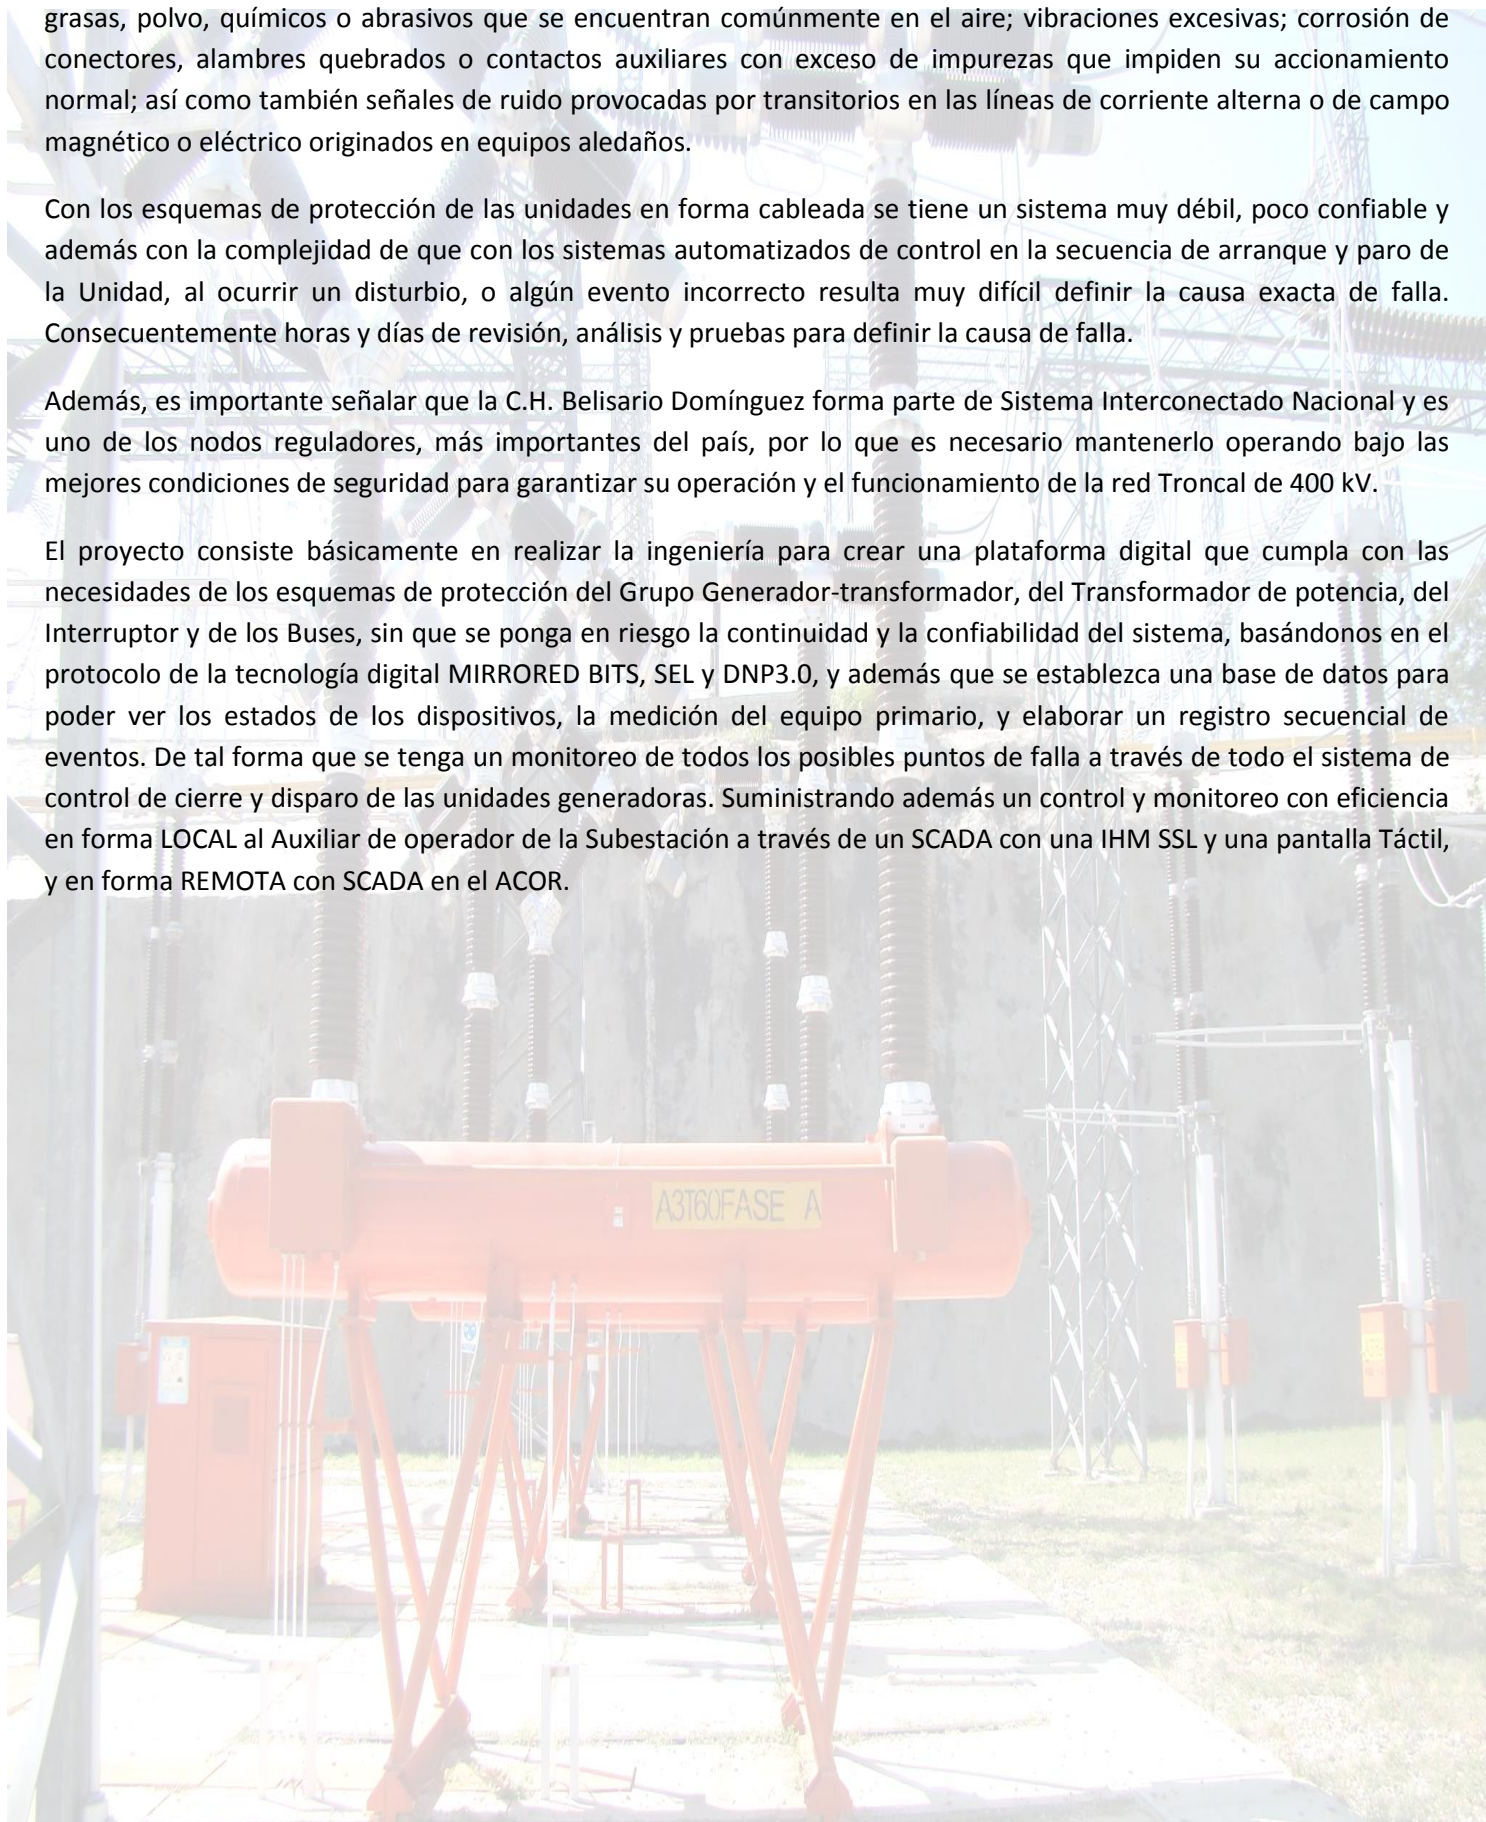 grasas, polvo, químicos o abrasivos que se encuentran comúnmente en el aire; vibraciones excesivas; corrosión de
conectores, alambres quebrados o contactos auxiliares con exceso de impurezas que impiden su accionamiento
normal; así como también señales de ruido provocadas por transitorios en las líneas de corriente alterna o de campo
magnético o eléctrico originados en equipos aledaños.
Con los esquemas de protección de las unidades en forma cableada se tiene un sistema muy débil, poco confiable y
además con la complejidad de que con los sistemas automatizados de control en la secuencia de arranque y paro de
la Unidad, al ocurrir un disturbio, o algún evento incorrecto resulta muy difícil definir la causa exacta de falla.
Consecuentemente horas y días de revisión, análisis y pruebas para definir la causa de falla.
Además, es importante señalar que la C.H. Belisario Domínguez forma parte de Sistema Interconectado Nacional y es
uno de los nodos reguladores, más importantes del país, por lo que es necesario mantenerlo operando bajo las
mejores condiciones de seguridad para garantizar su operación y el funcionamiento de la red Troncal de 400 kV.
El proyecto consiste básicamente en realizar la ingeniería para crear una plataforma digital que cumpla con las
necesidades de los esquemas de protección del Grupo Generador-transformador, del Transformador de potencia, del
Interruptor y de los Buses, sin que se ponga en riesgo la continuidad y la confiabilidad del sistema, basándonos en el
protocolo de la tecnología digital MIRRORED BITS, SEL y DNP3.0, y además que se establezca una base de datos para
poder ver los estados de los dispositivos, la medición del equipo primario, y elaborar un registro secuencial de
eventos. De tal forma que se tenga un monitoreo de todos los posibles puntos de falla a través de todo el sistema de
control de cierre y disparo de las unidades generadoras. Suministrando además un control y monitoreo con eficiencia
en forma LOCAL al Auxiliar de operador de la Subestación a través de un SCADA con una IHM SSL y una pantalla Táctil,
y en forma REMOTA con SCADA en el ACOR.
A3T60FASE A